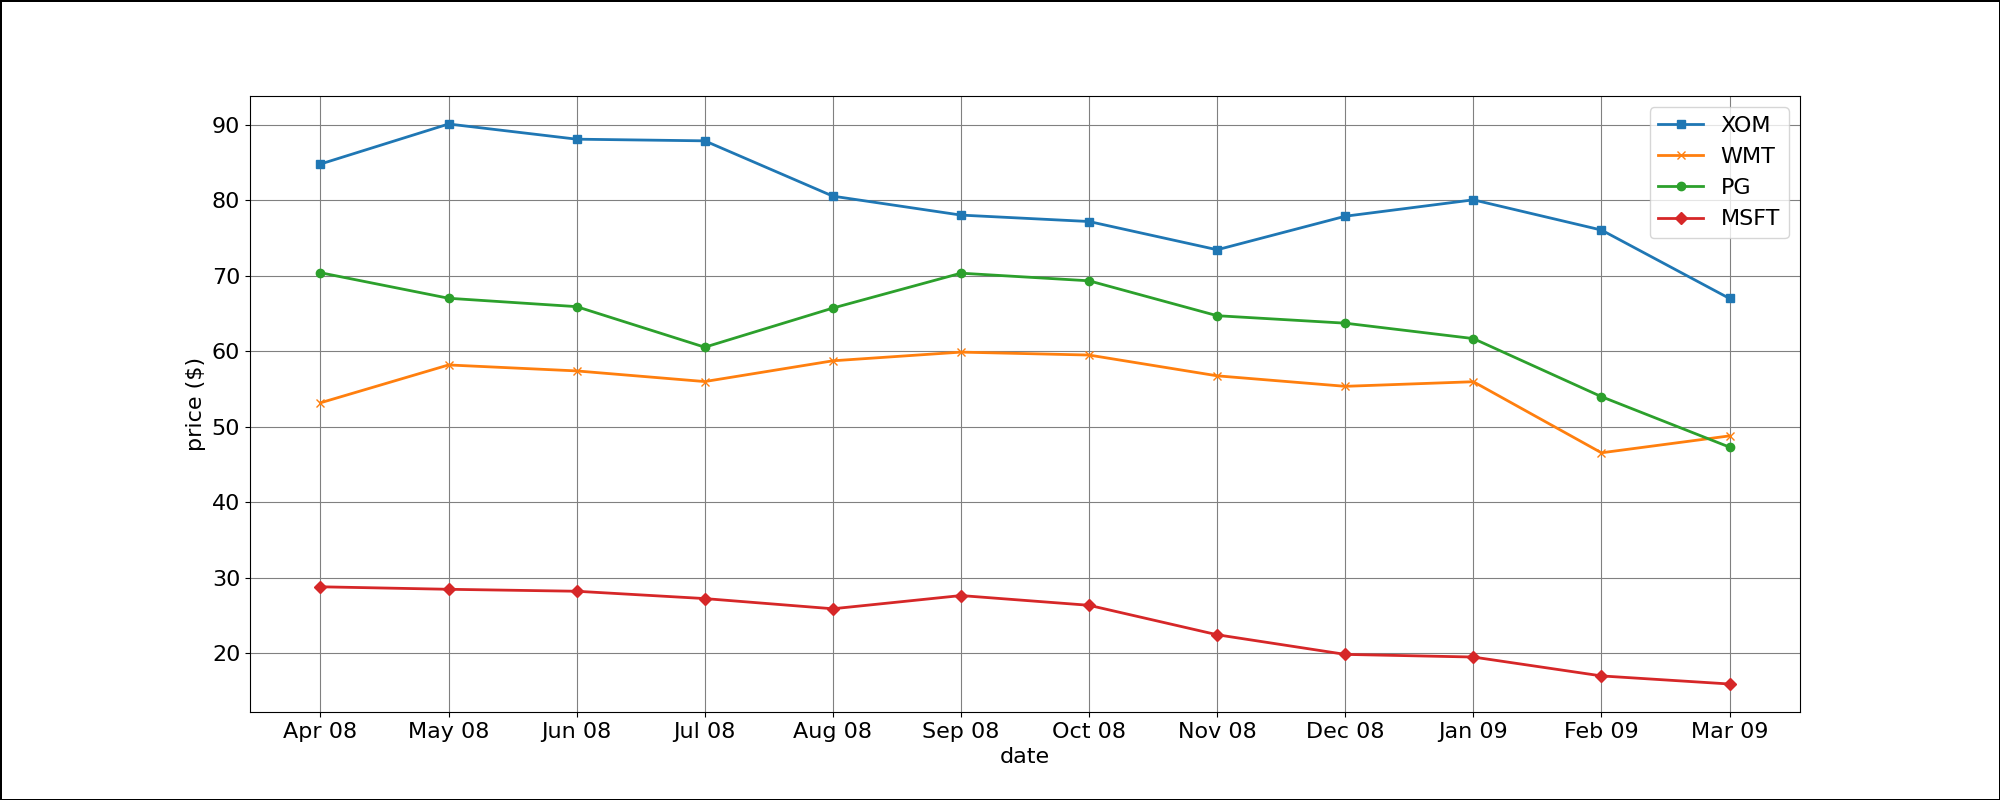 XOM
WMT
PG
MSFT
90
80
70
60
50
40
30
20
price ($)
Apr 08 May 08 Jun 08 Jul 08 Aug 08 Sep 08 Oct 08 Nov 08 Dec 08 Jan 09 Feb 09 Mar 09
date